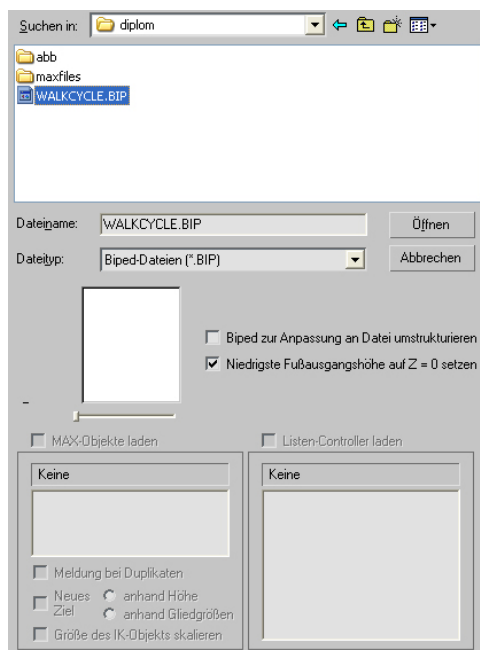 Suchen in: diplom
abb
maxfiles
WALKCYCLE.BIP
Dateiname: WALKCYCLE.BIP Öffnen
Dateityp: Biped-Dateien (*.BIP) Abbrechen
Biped zur Anpassung an Datei umstrukturieren
Niedrigste Fußausgangshöhe auf Z = 0 setzen
MAX-Objekte laden Listen-Controller laden
Keine Keine
Meldung bei Duplikaten
Neues Ziel anhand Höhe
anhand Gliedgrößen
Größe des IK-Objekts skalieren